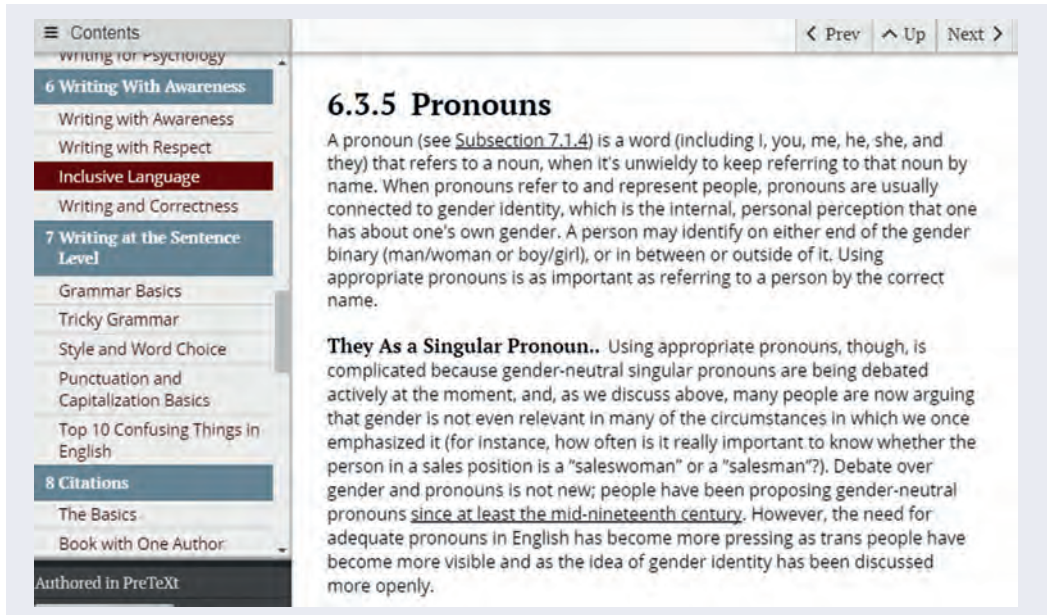 ≡ Contents
Prev
Up
Next
Writing for Psychology
6 Writing With Awareness
Writing with Awareness
Writing with Respect
Inclusive Language
Writing and Correctness
7 Writing at the Sentence
Level
Grammar Basics
Tricky Grammar
Style and Word Choice
Punctuation and
Capitalization Basics
Top 10 Confusing Things in
English
8 Citations
The Basics
Book with One Author
Authored in PreTeXt
6.3.5 Pronouns
A pronoun (see Subsection 7.1.4) is a word (including I, you, me, he, she, and
they) that refers to a noun, when it's unwieldy to keep referring to that noun by
name. When pronouns refer to and represent people, pronouns are usually
connected to gender identity, which is the internal, personal perception that one
has about one's own gender. A person may identify on either end of the gender
binary (man/woman or boy/girl), or in between or outside of it. Using
appropriate pronouns is as important as referring to a person by the correct
name.
They As a Singular Pronoun.. Using appropriate pronouns, though, is
complicated because gender-neutral singular pronouns are being debated
actively at the moment, and, as we discuss above, many people are now arguing
that gender is not even relevant in many of the circumstances in which we once
emphasized it (for instance, how often is it really important to know whether the
person in a sales position is a "saleswoman" or a "salesman"?). Debate over
gender and pronouns is not new; people have been proposing gender-neutral
pronouns since at least the mid-nineteenth century. However, the need for
adequate pronouns in English has become more pressing as trans people have
become more visible and as the idea of gender identity has been discussed
more openly.